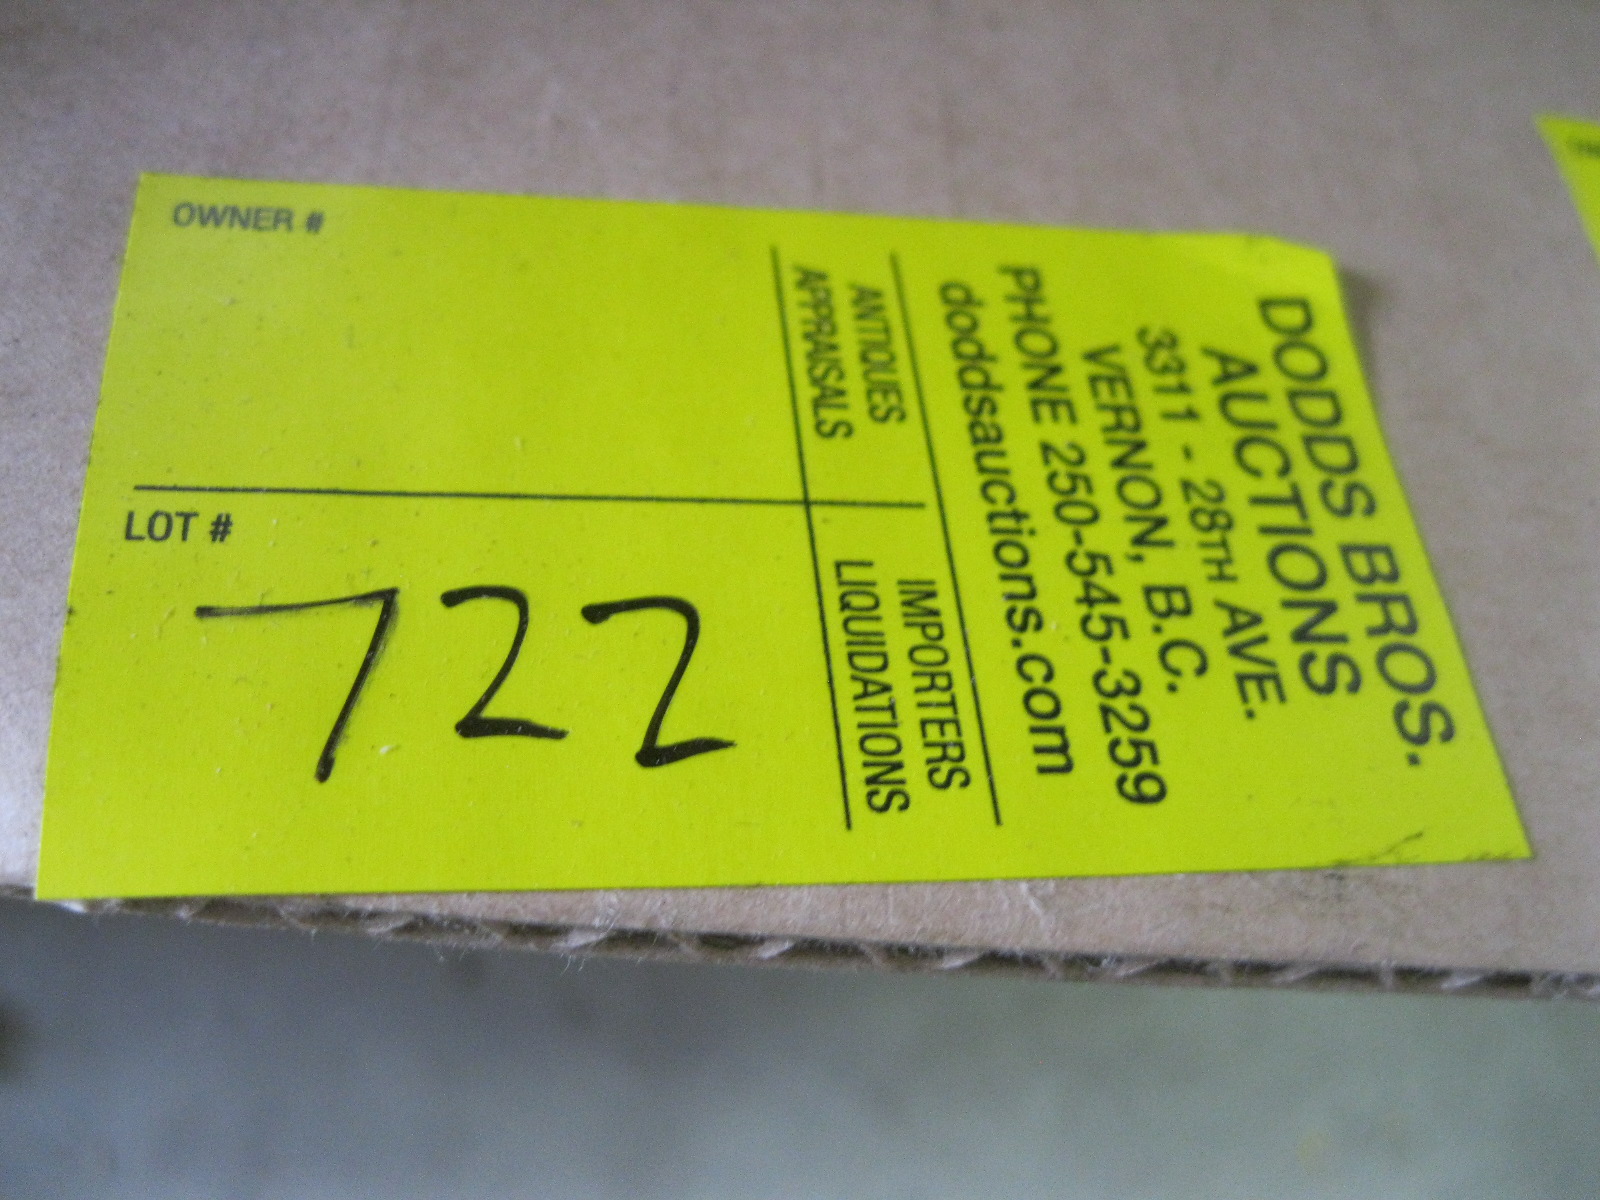 OWNER #
LOT #
722
DODDS BROS.
AUCTIONS
3311 - 28TH AVE.
VERNON, B.C.
PHONE 250-545-3259
doddsauctions.com
ANTIQUES
APPRAISALS
IMPORTERS
LIQUIDATIONS